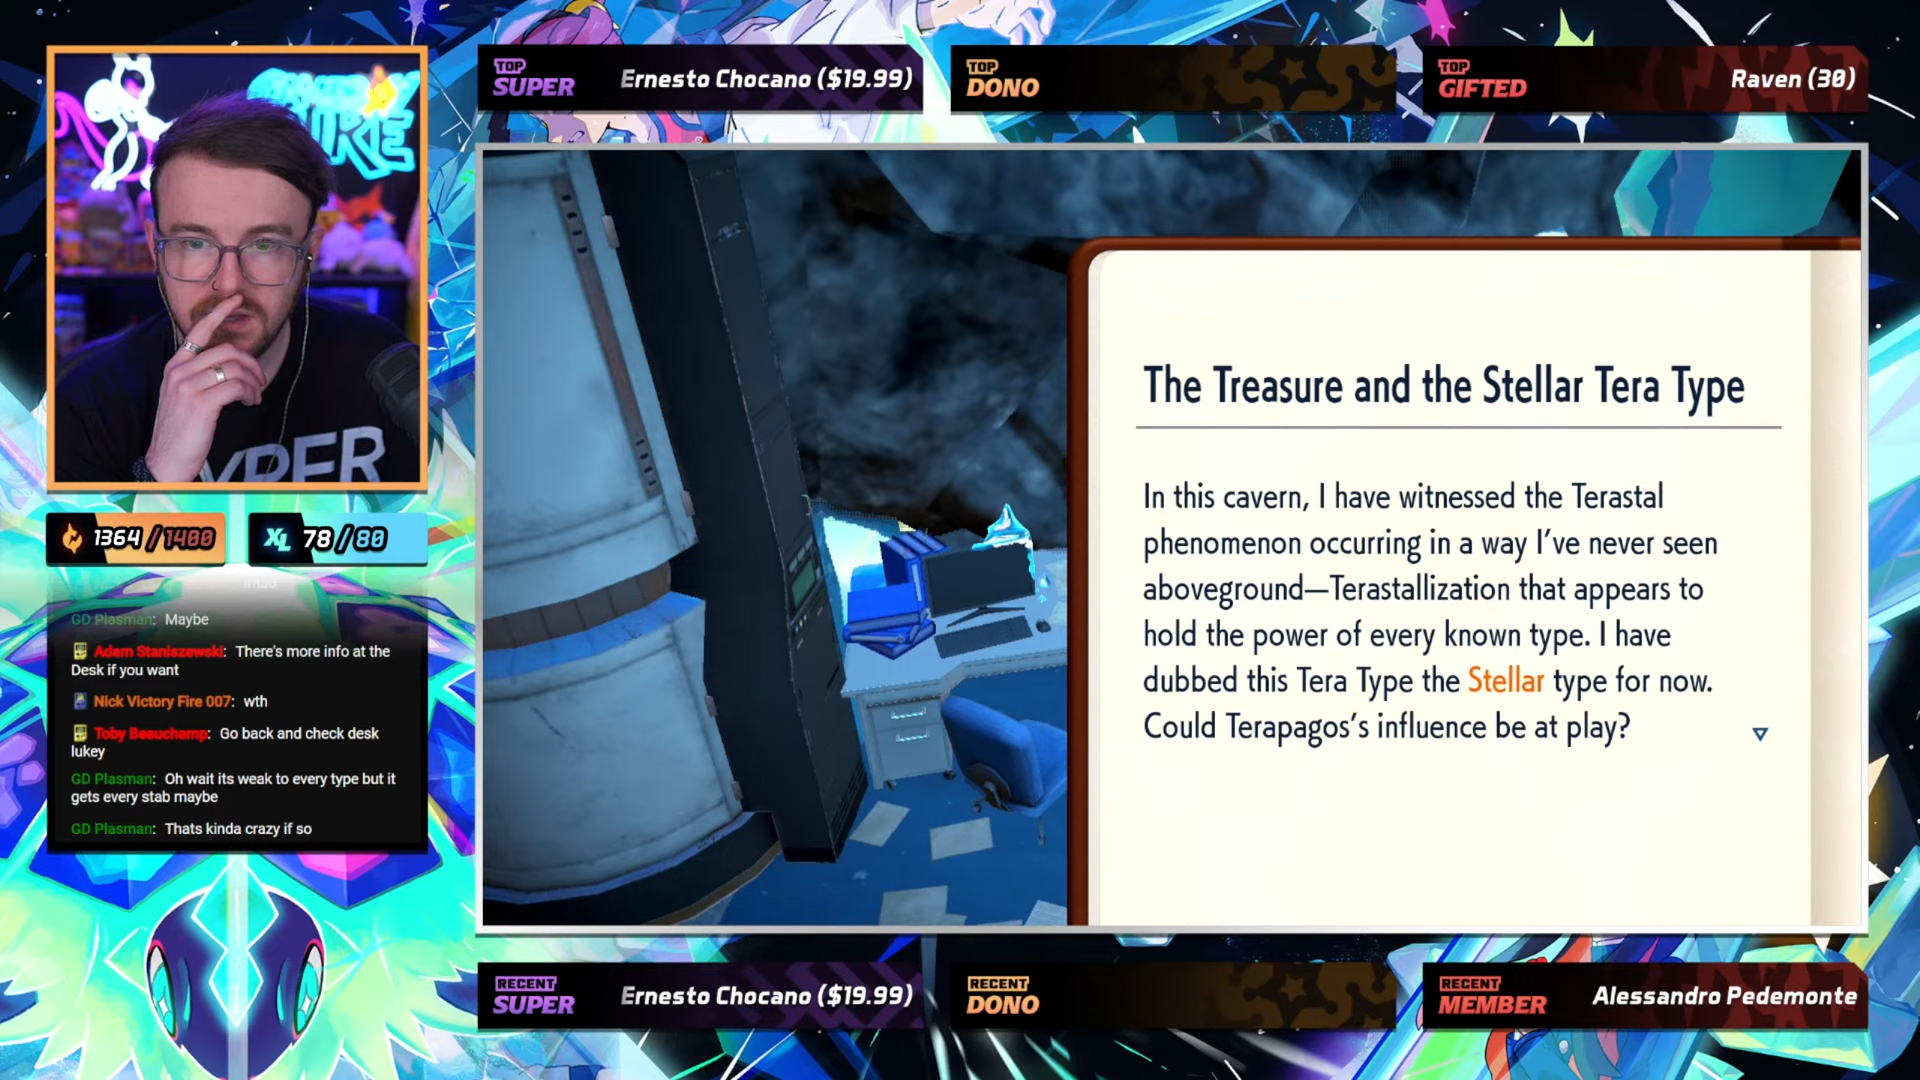 TOP SUPER
Ernesto Chocano ($19.99)
TOP DONO
TOP GIFTED
Raven (30)
The Treasure and the Stellar Tera Type
In this cavern, I have witnessed the Terastal
phenomenon occurring in a way I've never seen
aboveground—Terastallization that appears to
hold the power of every known type. I have
dubbed this Tera Type the Stellar type for now.
Could Terapagos's influence be at play?
1364/1400
XL 78/80
GD Plasman: Maybe
Adam Staniszewski: There's more info at the
Desk if you want
Nick Victory Fire 007: wth
Toby Beauchamp: Go back and check desk
lukey
GD Plasman: Oh wait its weak to every type but it
gets every stab maybe
GD Plasman: Thats kinda crazy if so
RECENT SUPER
Ernesto Chocano ($19.99)
RECENT DONO
RECENT MEMBER
Alessandro Pedemonte